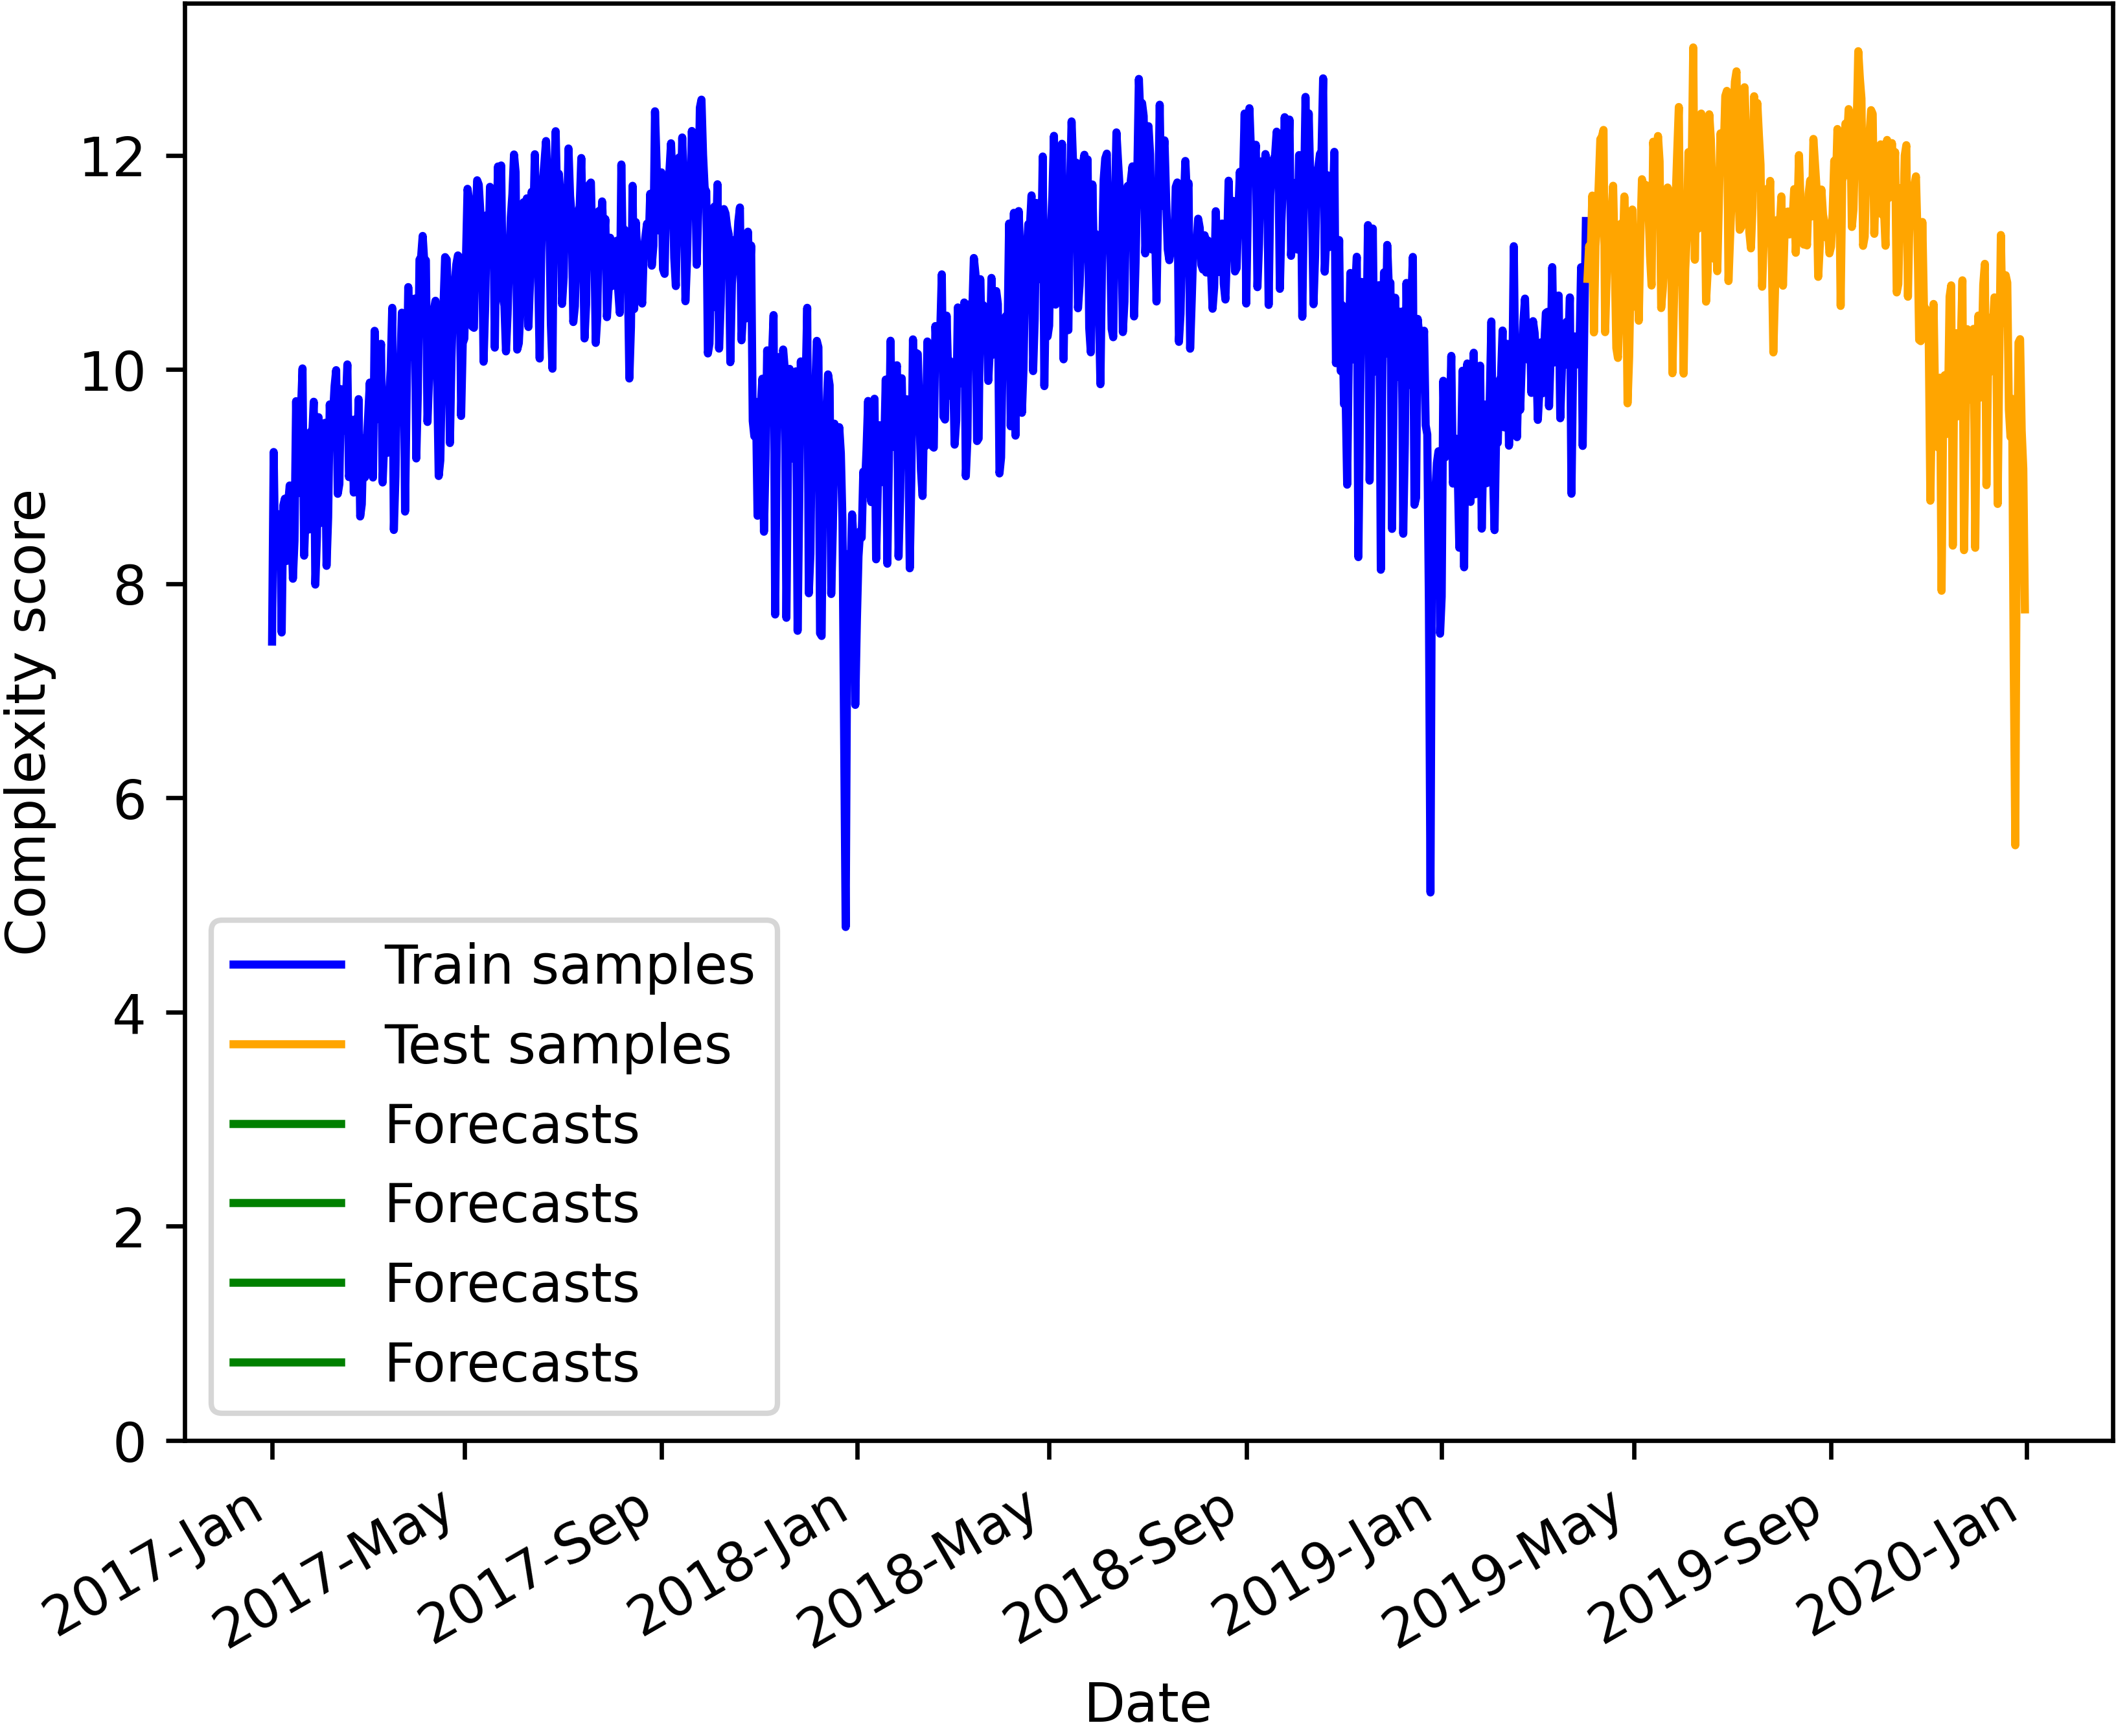 Complexity score
12
10
8
6
4
2
0
Train samples
Test samples
Forecasts
Forecasts
Forecasts
Forecasts
2017-Jan
2017-May
2017-Sep
2018-Jan
2018-May
2018-Sep
2019-Jan
2019-May
2019-Sep
2020-Jan
Date